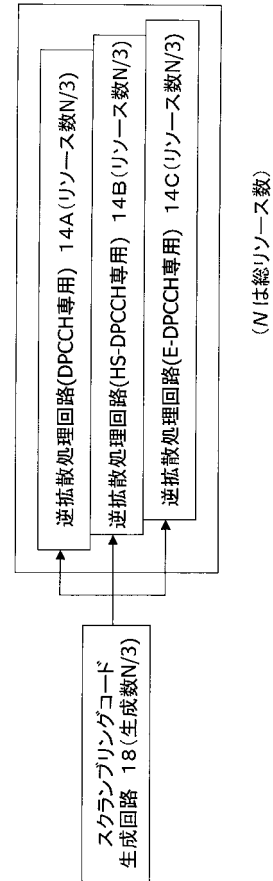 スクランブリングコード
生成回路 18(生成数N/3)
逆拡散処理回路(DPCCH専用) 14A(リソース数N/3)
逆拡散処理回路(HS-DPCCH専用) 14B(リソース数N/3)
逆拡散処理回路(E-DPCCH専用) 14C(リソース数N/3)
(Nは総リソース数)